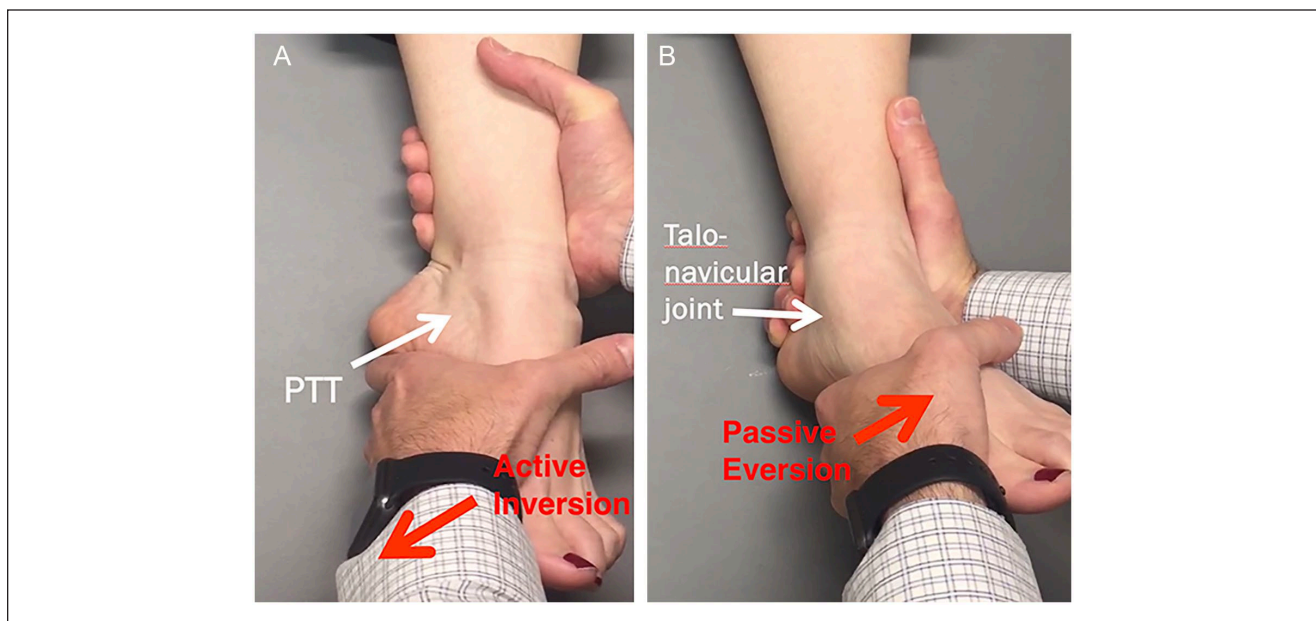 A
PTT
Active
Inversion
B
Talo-
navicular
joint
Passive
Eversion